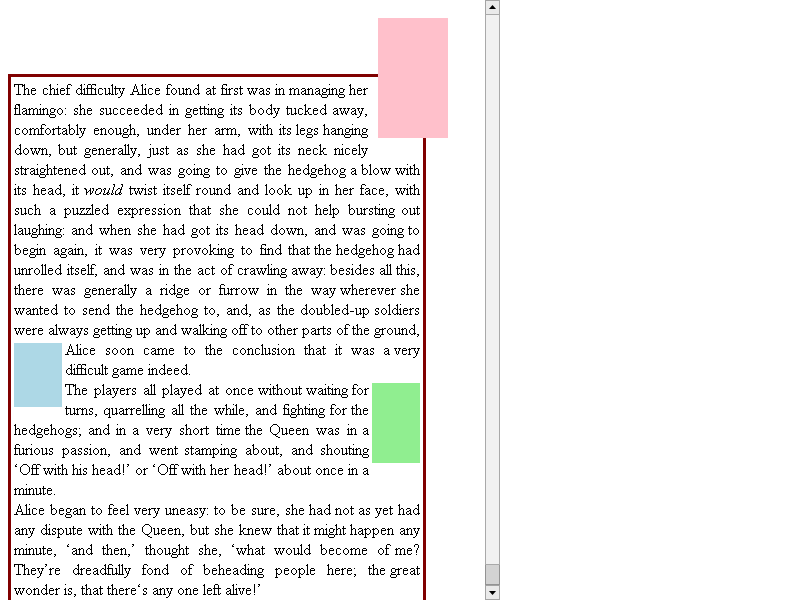 The chief difficulty Alice found at first was in managing her
flamingo: she succeeded in getting its body tucked away,
comfortably enough, under her arm, with its legs hanging
down, but generally, just as she had got its neck nicely
straightened out, and was going to give the hedgehog a blow with
its head, it would twist itself round and look up in her face, with
such a puzzled expression that she could not help bursting out
laughing: and when she had got its head down, and was going to
begin again, it was very provoking to find that the hedgehog had
unrolled itself, and was in the act of crawling away: besides all this,
there was generally a ridge or furrow in the way wherever she
wanted to send the hedgehog to, and, as the doubled-up soldiers
were always getting up and walking off to other parts of the ground,
Alice soon came to the conclusion that it was a very
difficult game indeed.
The players all played at once without waiting for
turns, quarrelling all the while, and fighting for the
hedgehogs; and in a very short time the Queen was in a
furious passion, and went stamping about, and shouting
‘Off with his head!’ or ‘Off with her head!’ about once in a
minute.
Alice began to feel very uneasy: to be sure, she had not as yet had
any dispute with the Queen, but she knew that it might happen any
minute, ‘and then,’ thought she, ‘what would become of me?
They’re dreadfully fond of beheading people here; the great
wonder is, that there‘s any one left alive!’